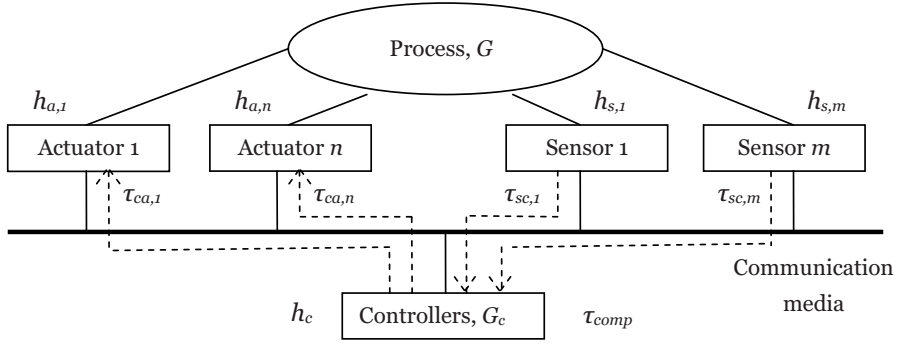 Process, G
h_{a,1}
h_{a,n}
h_{s,1}
h_{s,m}
Actuator 1
Actuator n
Sensor 1
Sensor m
τ_{ca,1}
τ_{ca,n}
τ_{sc,1}
τ_{sc,m}
Communication
media
h_c
Controllers, G_c
τ_{comp}